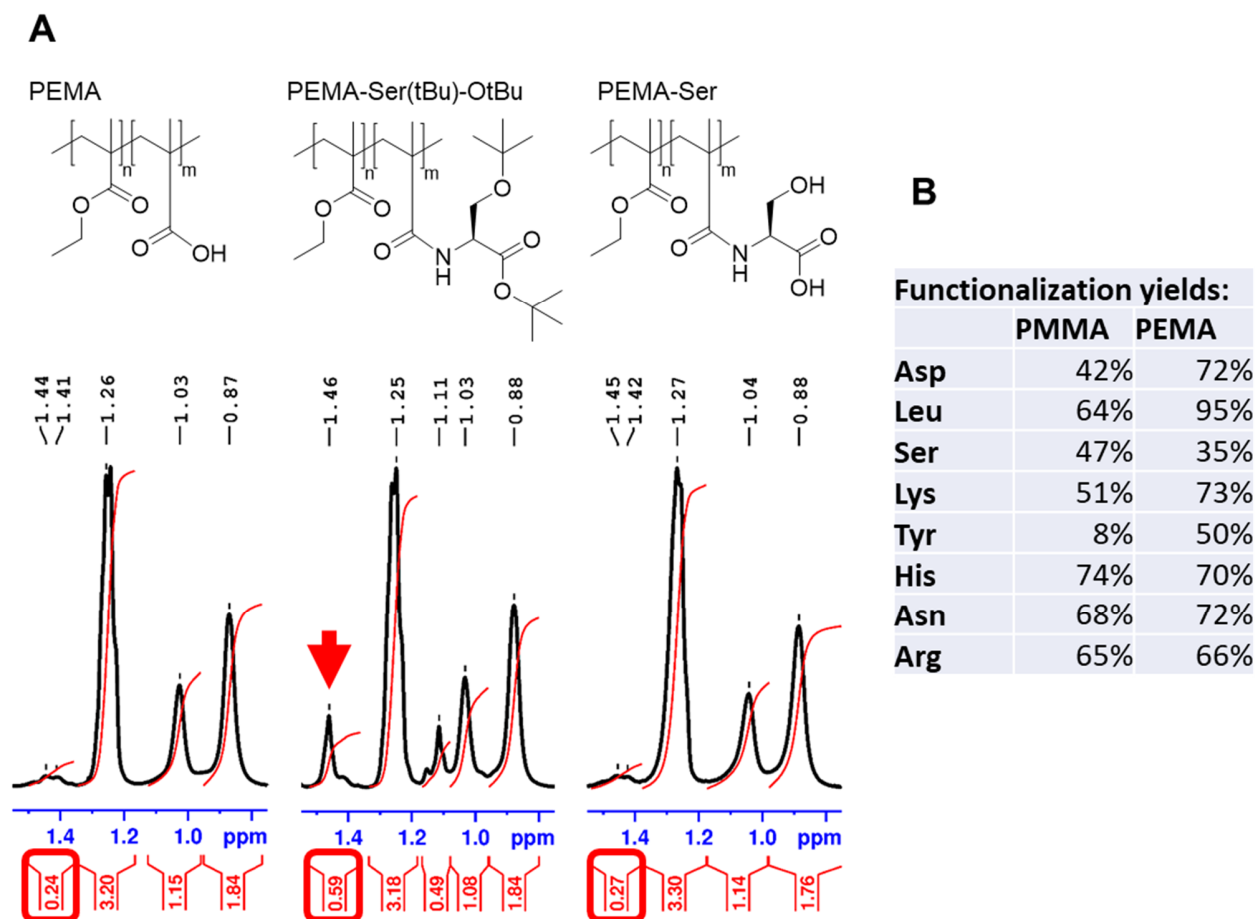 A
PEMA
PEMA-Ser(tBu)-OtBu
PEMA-Ser
n m
O O
O OH
n m
O
O O
O N H O
O
n m
OH
O O
O N H O
OH
1.44 1.41 1.26 1.03 0.87
1.46 1.25 1.11 1.03 0.88
1.45 1.42 1.27 1.04 0.88
1.4 1.2 1.0 ppm
1.4 1.2 1.0 ppm
1.4 1.2 1.0 ppm
0.24 3.20 1.15 1.84
0.59 3.18 0.49 1.08 1.84
0.27 3.30 1.14 1.76
B
Functionalization yields:
PMMA PEMA
Asp 42% 72%
Leu 64% 95%
Ser 47% 35%
Lys 51% 73%
Tyr 8% 50%
His 74% 70%
Asn 68% 72%
Arg 65% 66%